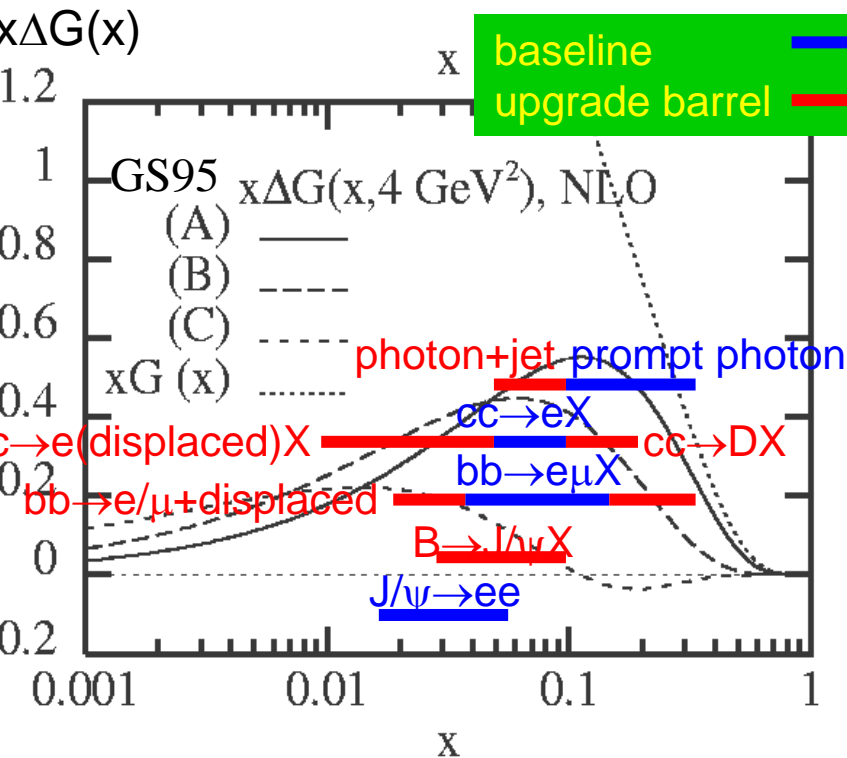 x∆G(x)
x
baseline
upgrade barrel
1.2
1
0.8
0.6
0.4
0.2
0
0.2
GS95 x∆G(x,4 GeV²), NLO
(A)
(B)
(C)
xG (x)
photon+jet prompt photon
cc→eX
c→e(displaced)X
cc→DX
bb→eμX
bb→e/μ+displaced
B→J/ψX
J/ψ→ee
0.001 0.01 0.1 1
x